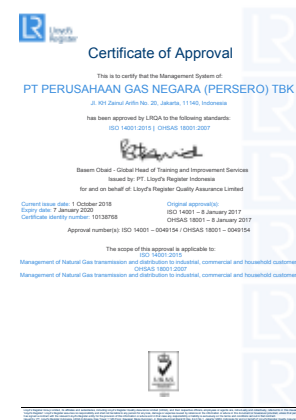 LR
Lloyd's
Register
Certificate of Approval
This is to certify that the Management System of:
PT PERUSAHAAN GAS NEGARA (PERSERO) TBK
Jl. KH Zainul Arifin No. 20, Jakarta, 11140, Indonesia
has been approved by LRQA to the following standards:
ISO 14001:2015 | OHSAS 18001:2007
Basem Obaid - Global Head of Training and Improvement Services
Issued by: PT. Lloyd's Register Indonesia
for and on behalf of: Lloyd's Register Quality Assurance Limited
Current issue date: 1 October 2018
Expiry date: 7 January 2020
Certificate identity number: 10138768
Original approval(s):
ISO 14001 – 8 January 2017
OHSAS 18001 – 8 January 2017
Approval number(s): ISO 14001 – 0049154 / OHSAS 18001 – 0049154
The scope of this approval is applicable to:
ISO 14001:2015
Management of Natural Gas transmission and distribution to industrial, commercial and household customer
OHSAS 18001:2007
Management of Natural Gas transmission and distribution to industrial, commercial and household customer
UKAS
001